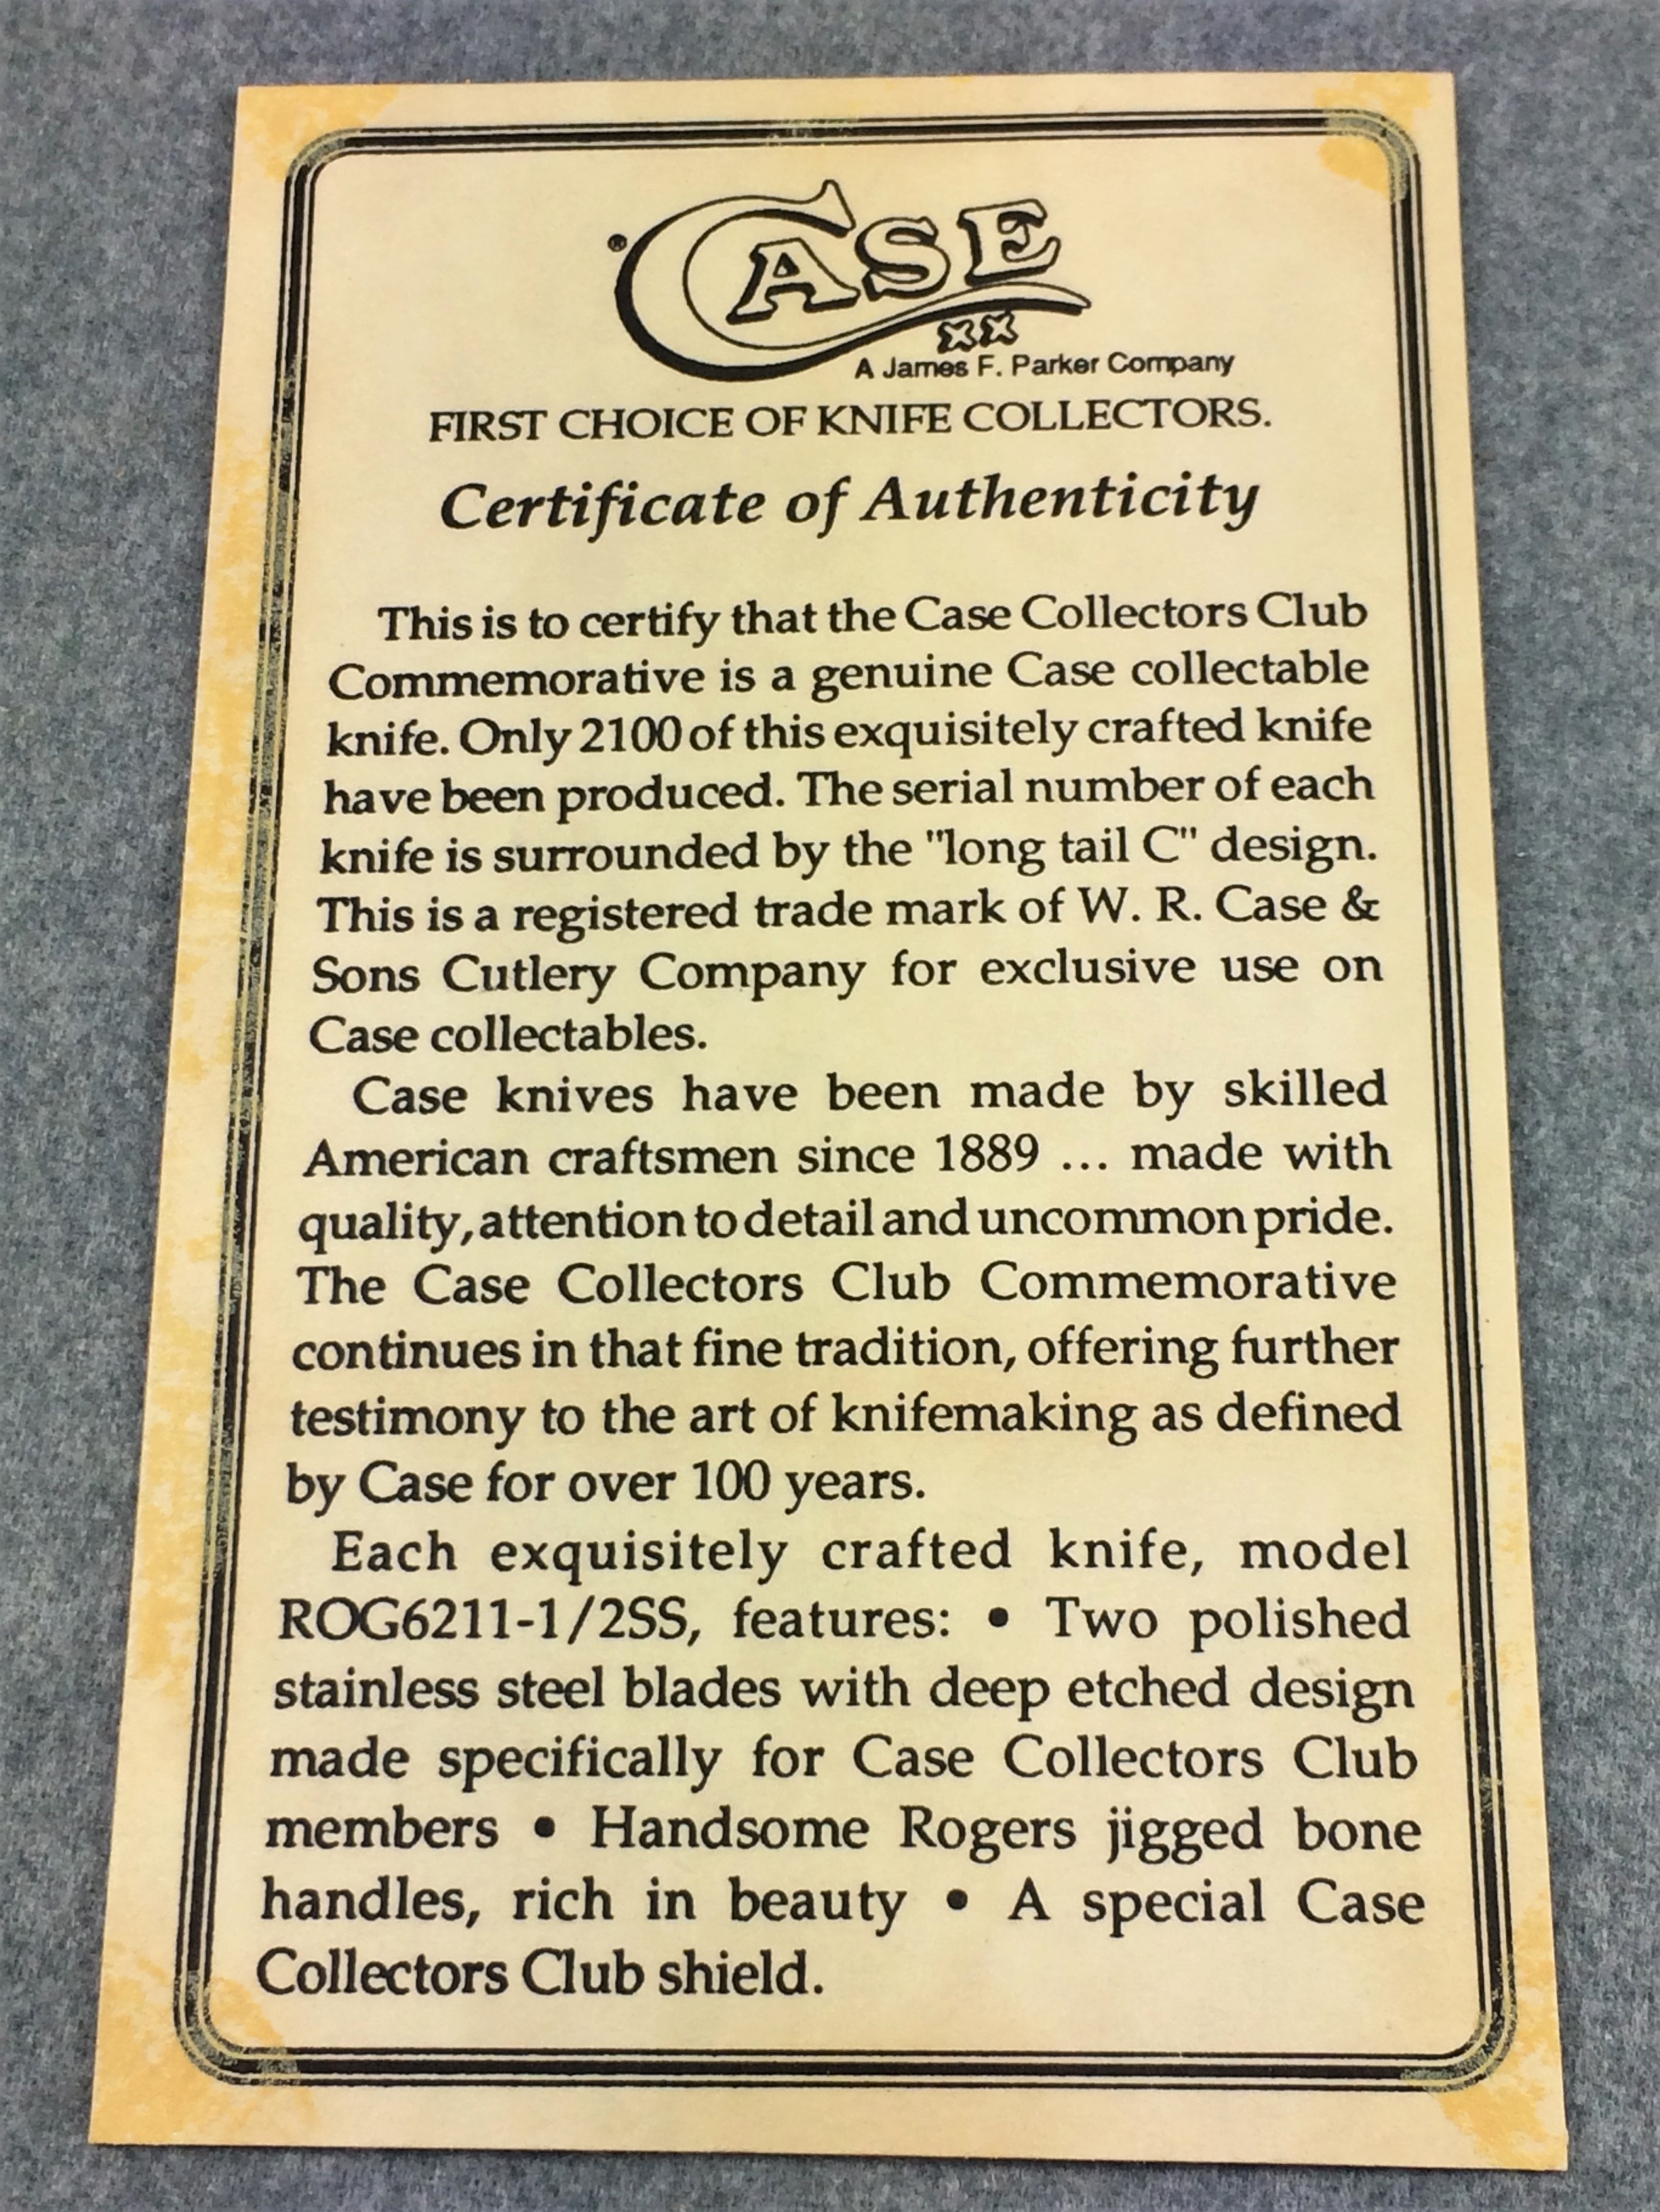 ® CASE
XX
A James F. Parker Company
FIRST CHOICE OF KNIFE COLLECTORS.
Certificate of Authenticity
This is to certify that the Case Collectors Club
Commemorative is a genuine Case collectable
knife. Only 2100 of this exquisitely crafted knife
have been produced. The serial number of each
knife is surrounded by the "long tail C" design.
This is a registered trade mark of W. R. Case &
Sons Cutlery Company for exclusive use on
Case collectables.
Case knives have been made by skilled
American craftsmen since 1889 ... made with
quality, attention to detail and uncommon pride.
The Case Collectors Club Commemorative
continues in that fine tradition, offering further
testimony to the art of knifemaking as defined
by Case for over 100 years.
Each exquisitely crafted knife, model
ROG6211-1/2SS, features: • Two polished
stainless steel blades with deep etched design
made specifically for Case Collectors Club
members • Handsome Rogers jigged bone
handles, rich in beauty • A special Case
Collectors Club shield.